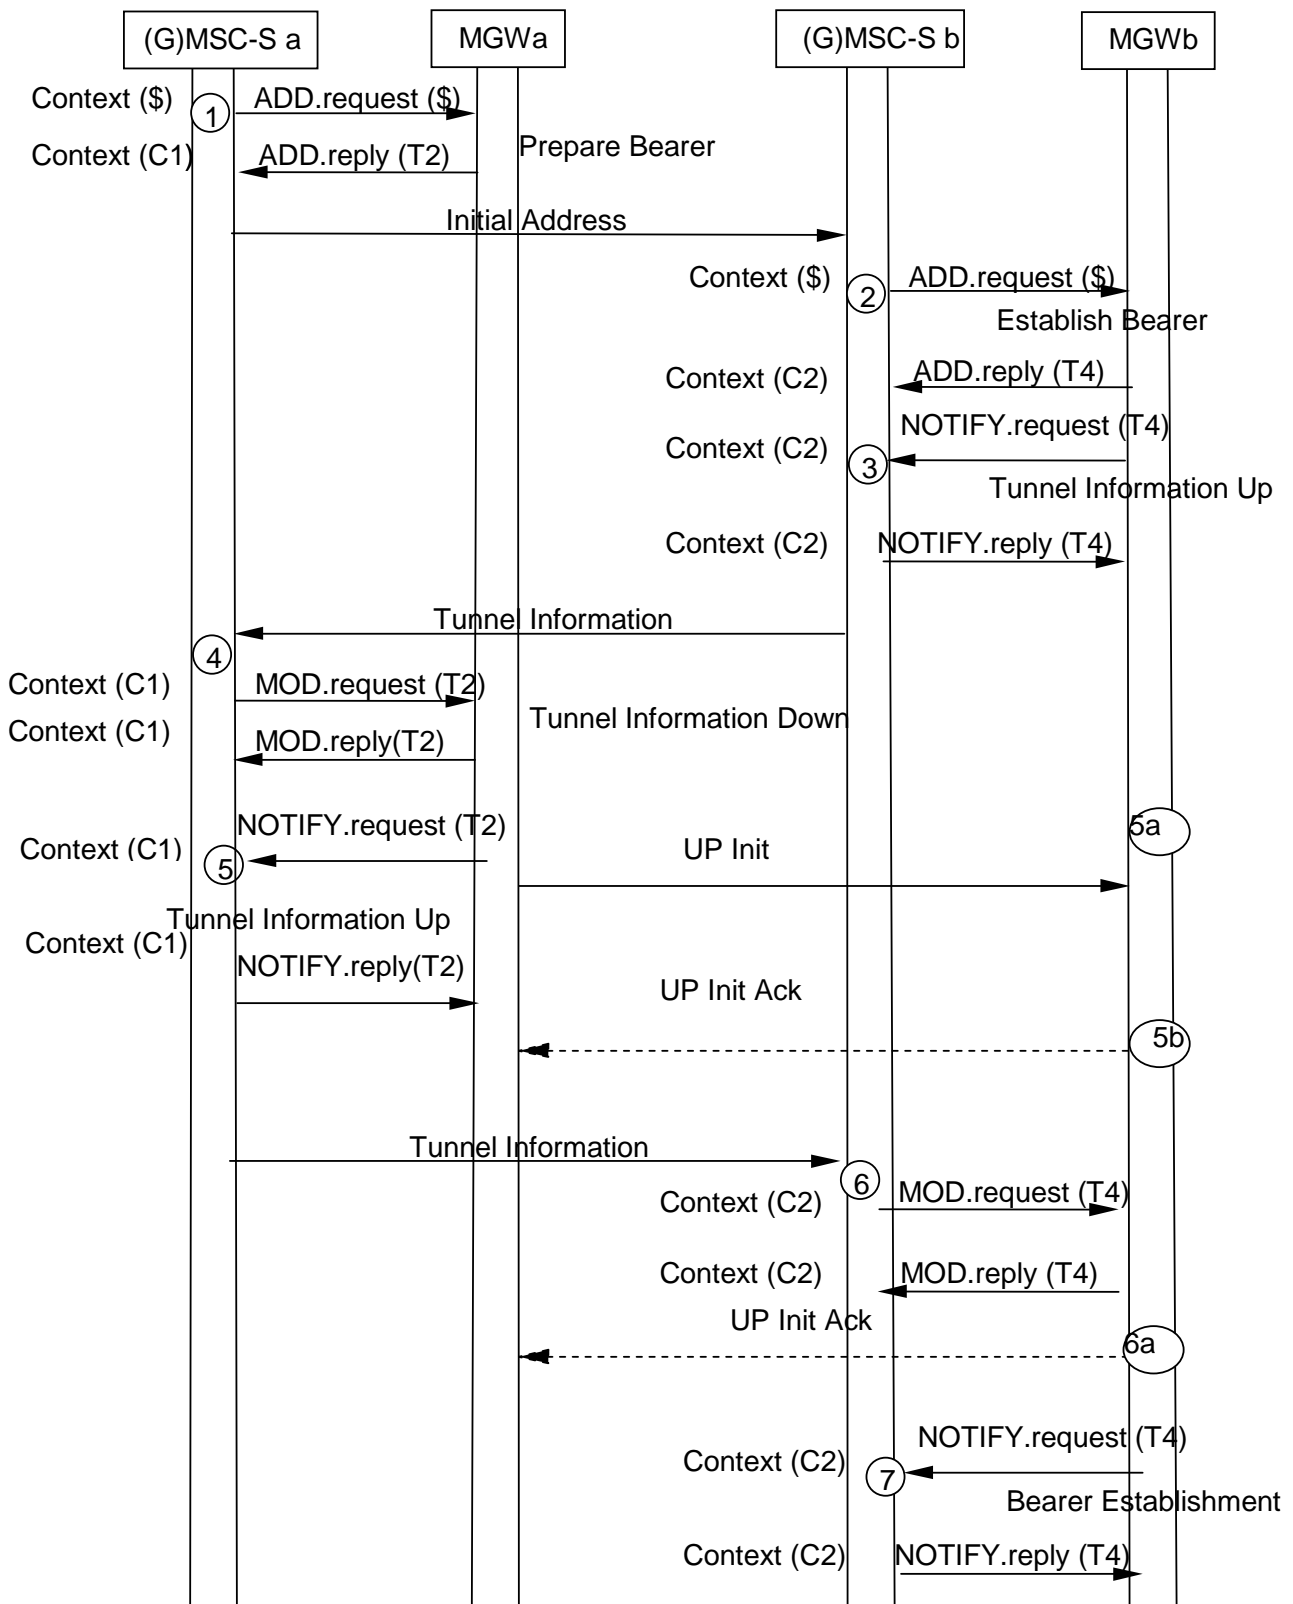 (G)MSC-S a
MGWa
(G)MSC-S b
MGWb
Context ($)
1
ADD.request ($)
Context (C1)
ADD.reply (T2)
Prepare Bearer
Initial Address
Context ($)
2
ADD.request ($)
Establish Bearer
Context (C2)
ADD.reply (T4)
NOTIFY.request (T4)
Context (C2)
3
Tunnel Information Up
Context (C2)
NOTIFY.reply (T4)
Tunnel Information
4
Context (C1)
MOD.request (T2)
Context (C1)
MOD.reply(T2)
Tunnel Information Down
NOTIFY.request (T2)
5a
Context (C1)
5
UP Init
Tunnel Information Up
Context (C1)
NOTIFY.reply(T2)
UP Init Ack
5b
Tunnel Information
6
Context (C2)
MOD.request (T4)
Context (C2)
MOD.reply (T4)
UP Init Ack
6a
NOTIFY.request (T4)
Context (C2)
7
Bearer Establishment
Context (C2)
NOTIFY.reply (T4)